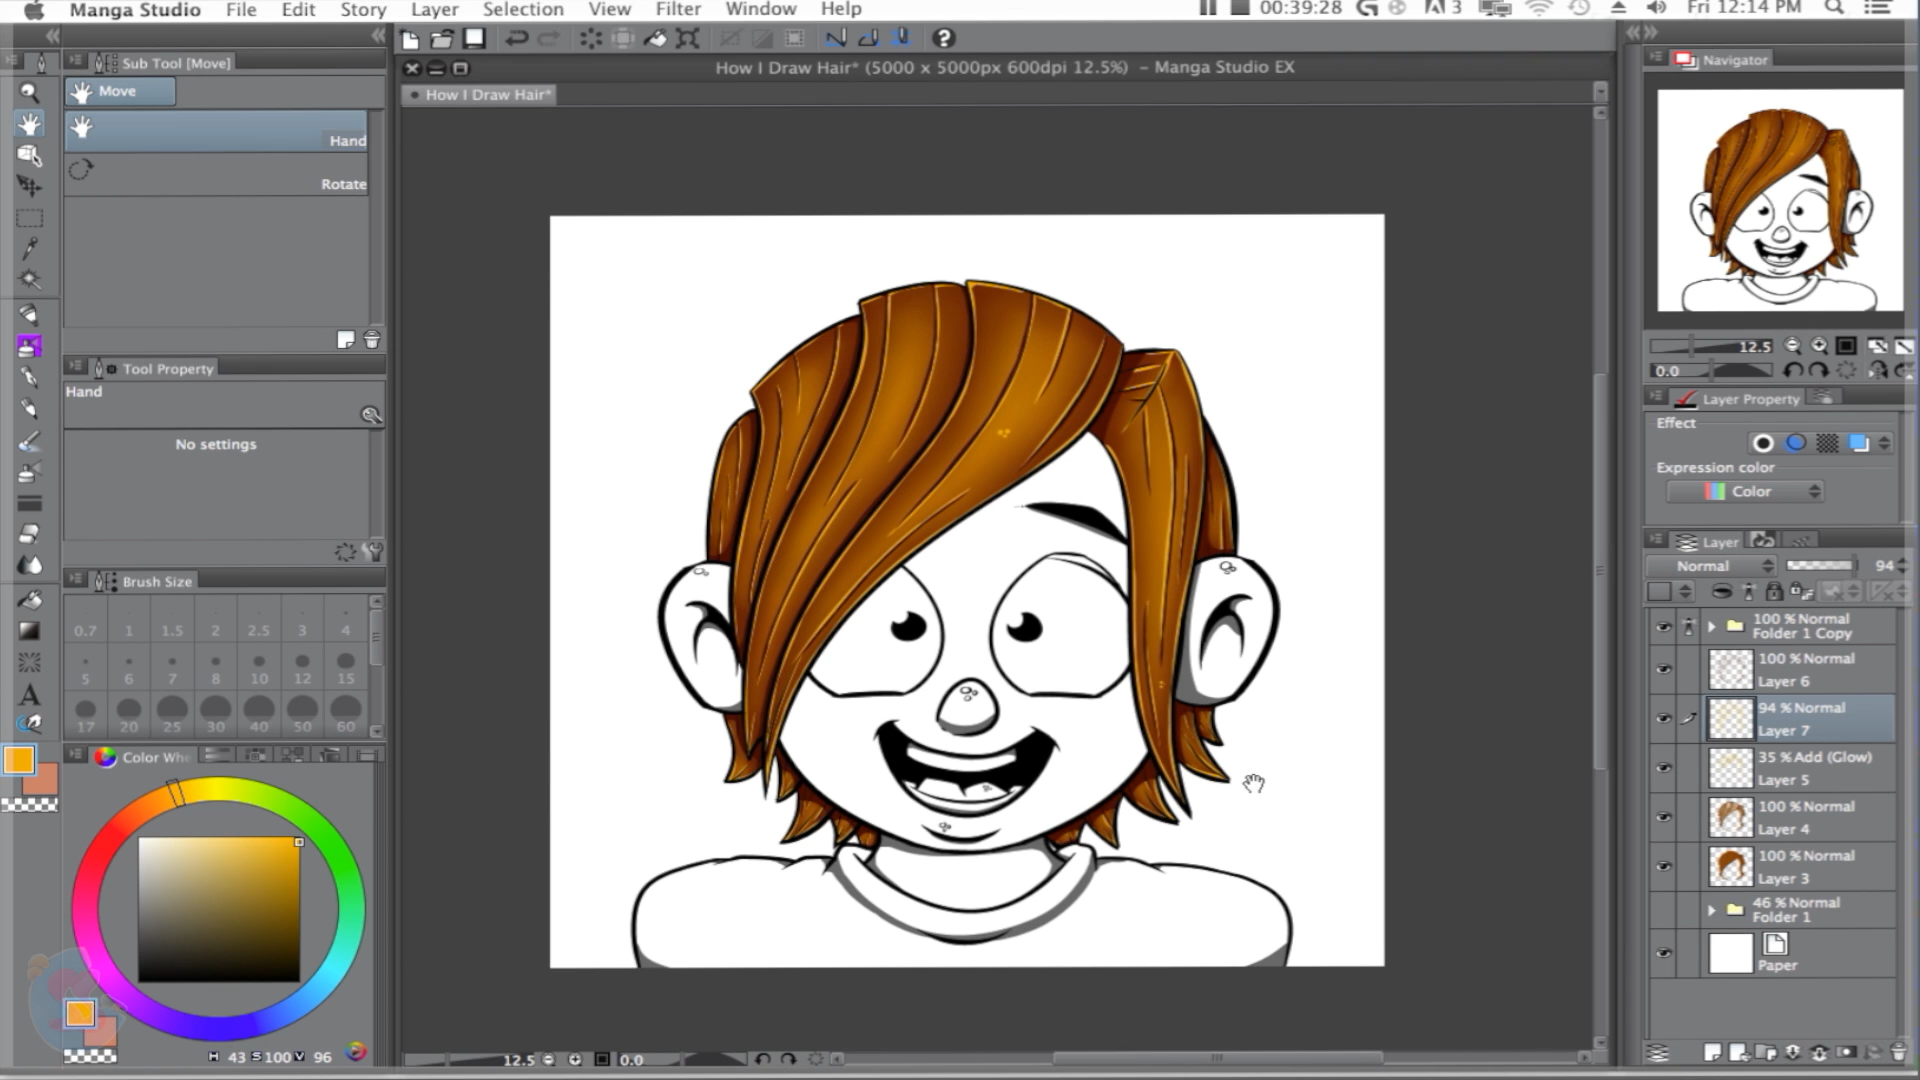 Manga Studio File Edit Story Layer Selection View Filter Window Help 00:39:28 3 Fri 12:14 PM
Sub Tool [Move]
Move
Hand
Rotate
Tool Property
Hand
No settings
Brush Size
0.7 1 1.5 2 2.5 3 4
5 6 7 8 10 12 15
17 20 25 30 40 50 60
Color Whe
H 43 S 100 V 96
How I Draw Hair* (5000 x 5000px 600dpi 12.5%) - Manga Studio EX
How I Draw Hair*
12.5 0.0
Navigator
12.5
0.0
Layer Property
Effect
Expression color
Color
Layer
Normal 94
100 % Normal
Folder 1 Copy
100 % Normal
Layer 6
94 % Normal
Layer 7
35 % Add (Glow)
Layer 5
100 % Normal
Layer 4
100 % Normal
Layer 3
46 % Normal
Folder 1
Paper